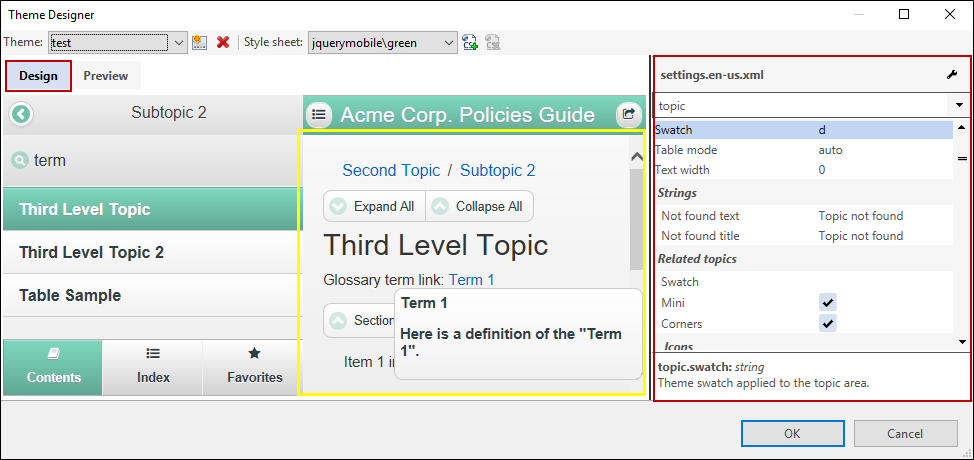 Theme Designer
Theme: test Style sheet: jquerymobile\green
Design Preview
Subtopic 2
term
Third Level Topic
Third Level Topic 2
Table Sample
Contents Index Favorites
Acme Corp. Policies Guide
Second Topic / Subtopic 2
Expand All Collapse All
Third Level Topic
Glossary term link: Term 1
Section
Term 1
Here is a definition of the "Term
1".
Item 1 i
settings.en-us.xml
topic
Swatch d
Table mode auto
Text width 0
Strings
Not found text Topic not found
Not found title Topic not found
Related topics
Swatch
Mini
Corners
Icons
topic.swatch: string
Theme swatch applied to the topic area.
OK Cancel